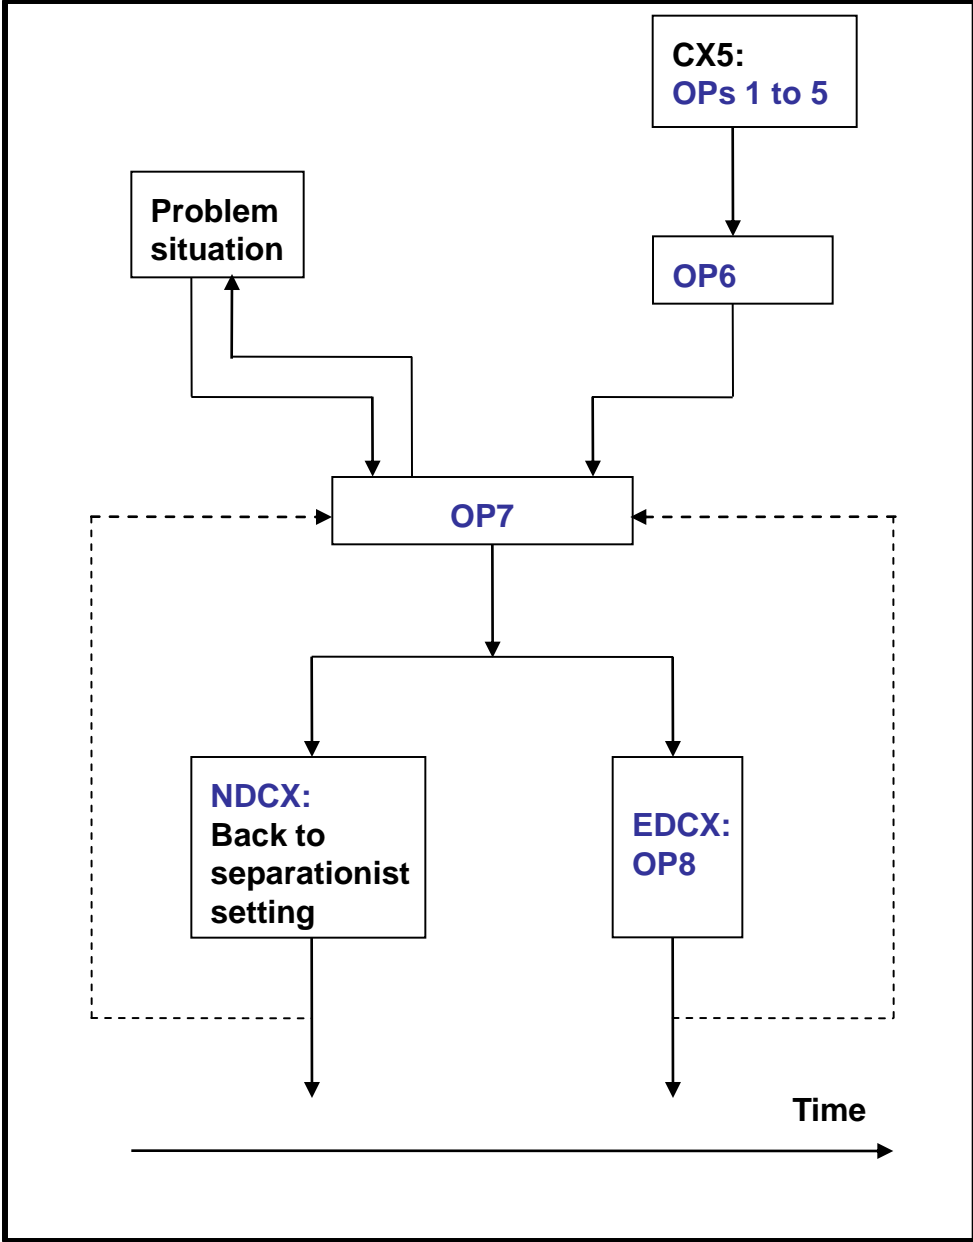 CX5:
OPs 1 to 5
Problem
situation
OP6
OP7
NDCX:
Back to
separationist
setting
EDCX:
OP8
Time